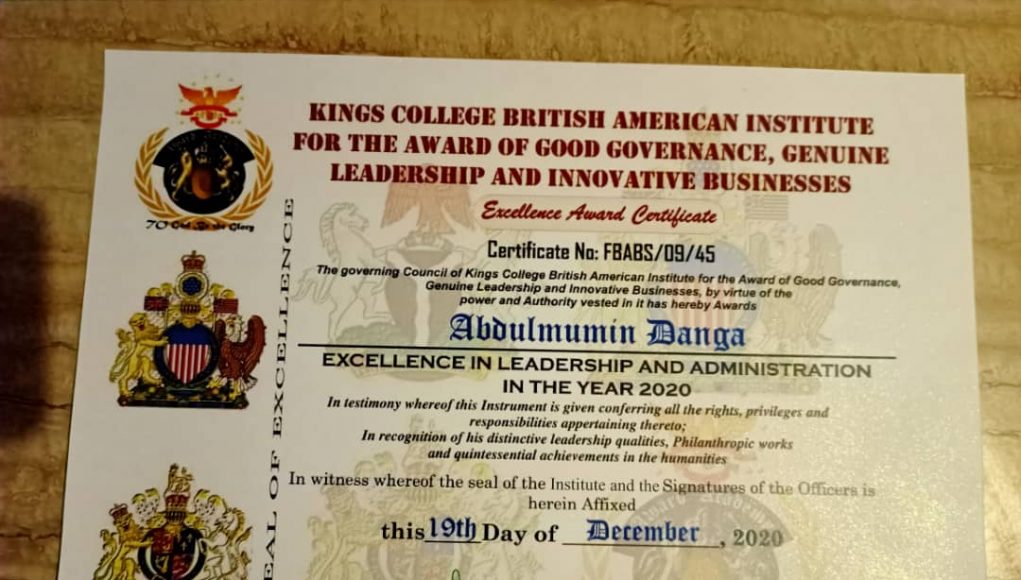 KINGS COLLEGE BRITISH AMERICAN INSTITUTE
FOR THE AWARD OF GOOD GOVERNANCE, GENUINE
LEADERSHIP AND INNOVATIVE BUSINESSES
Excellence Award Certificate
Certificate No: FBABS/09/45
The governing Council of Kings College British American Institute for the Award of Good Governance,
Genuine Leadership and Innovative Businesses, by virtue of the
power and Authority vested in it has hereby Awards
Abdulmumin Danga
EXCELLENCE IN LEADERSHIP AND ADMINISTRATION
IN THE YEAR 2020
In testimony whereof this Instrument is given conferring all the rights, privileges and
responsibilities appertaining thereto;
In recognition of his distinctive leadership qualities, Philanthropic works
and quintessential achievements in the humanities
In witness whereof the seal of the Institute and the Signatures of the Officers is
herein Affixed
this 19th Day of December, 2020
EAL OF EXCELLENCE